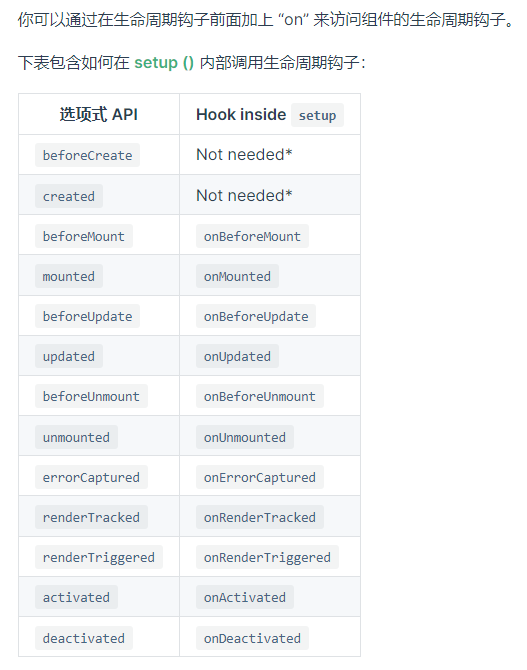 你可以通过在生命周期钩子前面加上 “on” 来访问组件的生命周期钩子。
下表包含如何在 setup () 内部调用生命周期钩子：
选项式 API Hook inside setup
beforeCreate Not needed*
created Not needed*
beforeMount onBeforeMount
mounted onMounted
beforeUpdate onBeforeUpdate
updated onUpdated
beforeUnmount onBeforeUnmount
unmounted onUnmounted
errorCaptured onErrorCaptured
renderTracked onRenderTracked
renderTriggered onRenderTriggered
activated onActivated
deactivated onDeactivated